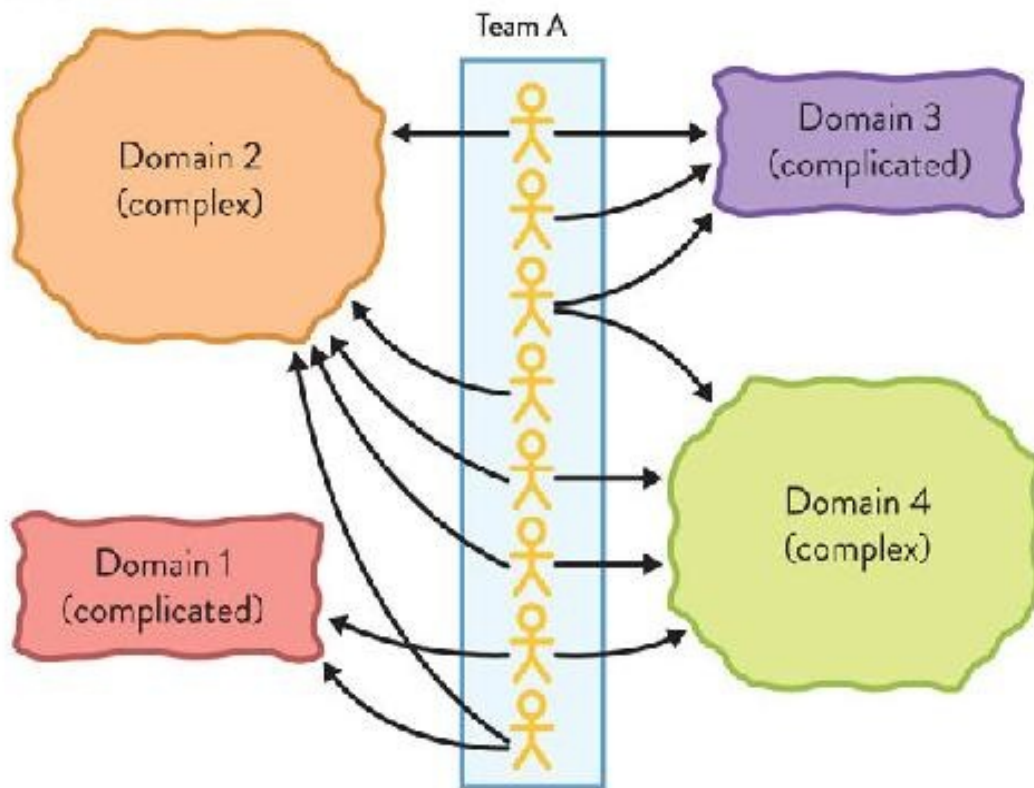 Team A
Domain 2
(complex)
Domain 3
(complicated)
Domain 1
(complicated)
Domain 4
(complex)